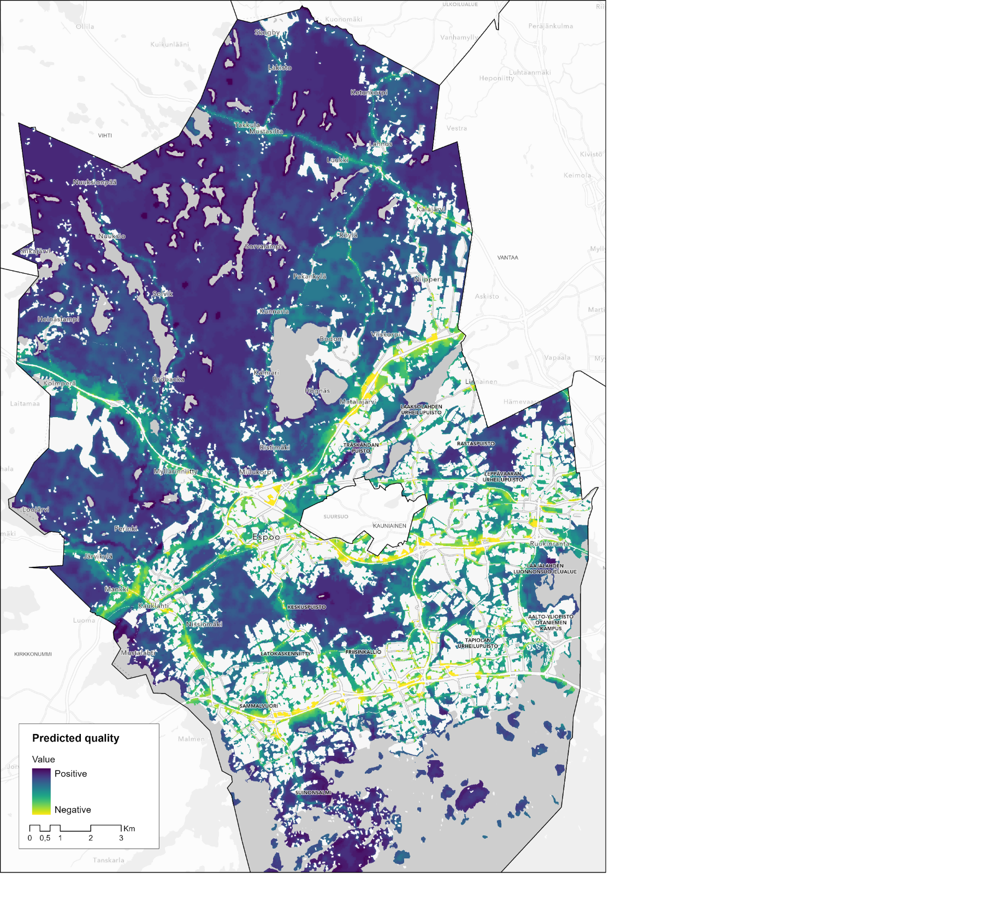 ULKOILUALUE
Kuonomäki
Ollila
Peräjänkulma
Skogby
Vanhamylly
Kuikunlääni
Lakisto
Luhtaanmäki
Heponiitty
Ketunkorpi
Takkula
Mustasilta
Vestra
VIHTI
Lahnus
Kivistö
Luukki
Keimola
Nuuksionpää
Kalajärvi
Nuuksio
Röylä
Sorvalampi
Siikajärvi
VANTAA
Pakankylä
Niipperi
Solvik
Askisto
Kunnarla
Heinäslampi
Viiskorpi
Bodom
Vapaala
Kalmari
Brobacka
Linnainen
Kolmperä
Högnäs
Laitamaa
Matalajärvi
Hämevaara
LAAKSOLAHDEN
URHEILUPUISTO
RASTASPUISTO
TRÄSKÄNDAN
PUISTO
Ristimäki
Myllärinniitty
Miilukorpi
LEPPÄVAARAN
URHEILUPUISTO
Loojärvi
SUURSUO
KAUNIAINEN
Perinki
Espoo
Ruukinranta
Järvikylä
LAAJALAHDEN
LUONNONSUOJELUALUE
Mankki
Kauklahti
KESKUSPUISTO
Luoma
Nissinmäki
AALTO-YLIOPISTO
OTANIEMEN
KAMPUS
TAPIOLAN
URHEILUPUISTO
KIRKKONUMMI
Mustalahti
LATOKASKENNIITTY
FRIISINKALLIO
SAMMALVUORI
Malmen
SUINONSALMI
Tanskarla
Predicted quality
Value
Positive
Negative
Km
0 0,5 1 2 3